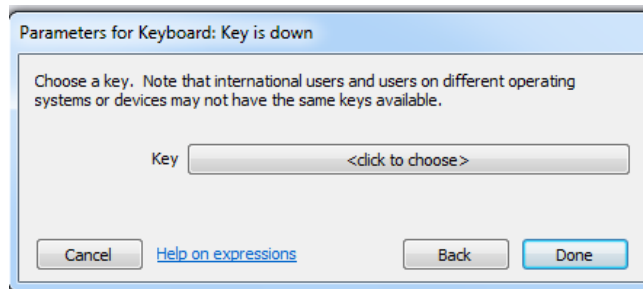 Parameters for Keyboard: Key is down
Choose a key.  Note that international users and users on different operating
systems or devices may not have the same keys available.
Key <click to choose>
Cancel Help on expressions Back Done